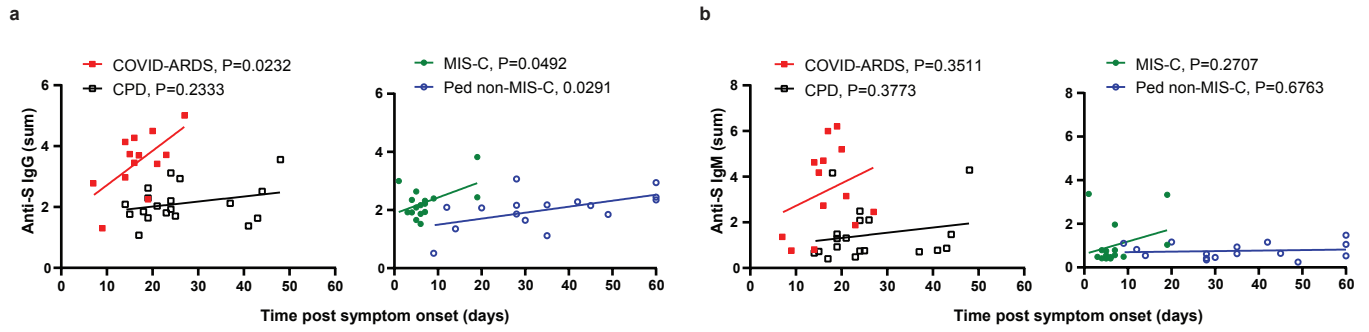 a
COVID-ARDS, P=0.0232
CPD, P=0.2333
MIS-C, P=0.0492
Ped non-MIS-C, 0.0291
Anti-S IgG (sum)
6
4
2
0
0 10 20 30 40 50 60
6
4
2
0
0 10 20 30 40 50 60
Time post symptom onset (days)
b
COVID-ARDS, P=0.3511
CPD, P=0.3773
MIS-C, P=0.2707
Ped non-MIS-C, P=0.6763
Anti-S IgM (sum)
8
6
4
2
0
0 10 20 30 40 50 60
8
6
4
2
0
0 10 20 30 40 50 60
Time post symptom onset (days)